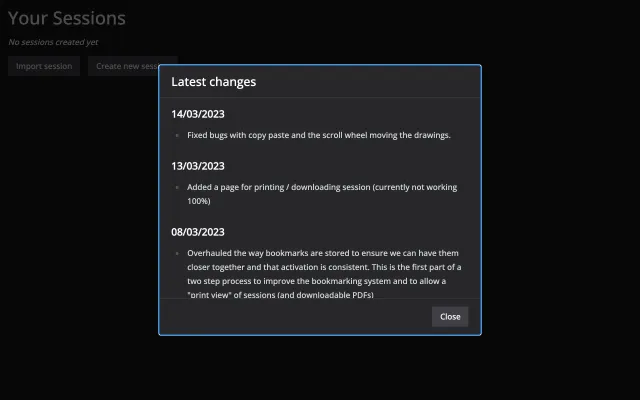 Your Sessions
No sessions created yet
Import session
Create new sess
Latest changes
14/03/2023
Fixed bugs with copy paste and the scroll wheel moving the drawings.
13/03/2023
Added a page for printing / downloading session (currently not working
100%)
08/03/2023
Overhauled the way bookmarks are stored to ensure we can have them
closer together and that activation is consistent. This is the first part of a
two step process to improve the bookmarking system and to allow a
"print view" of sessions (and downloadable PDFs)
Close